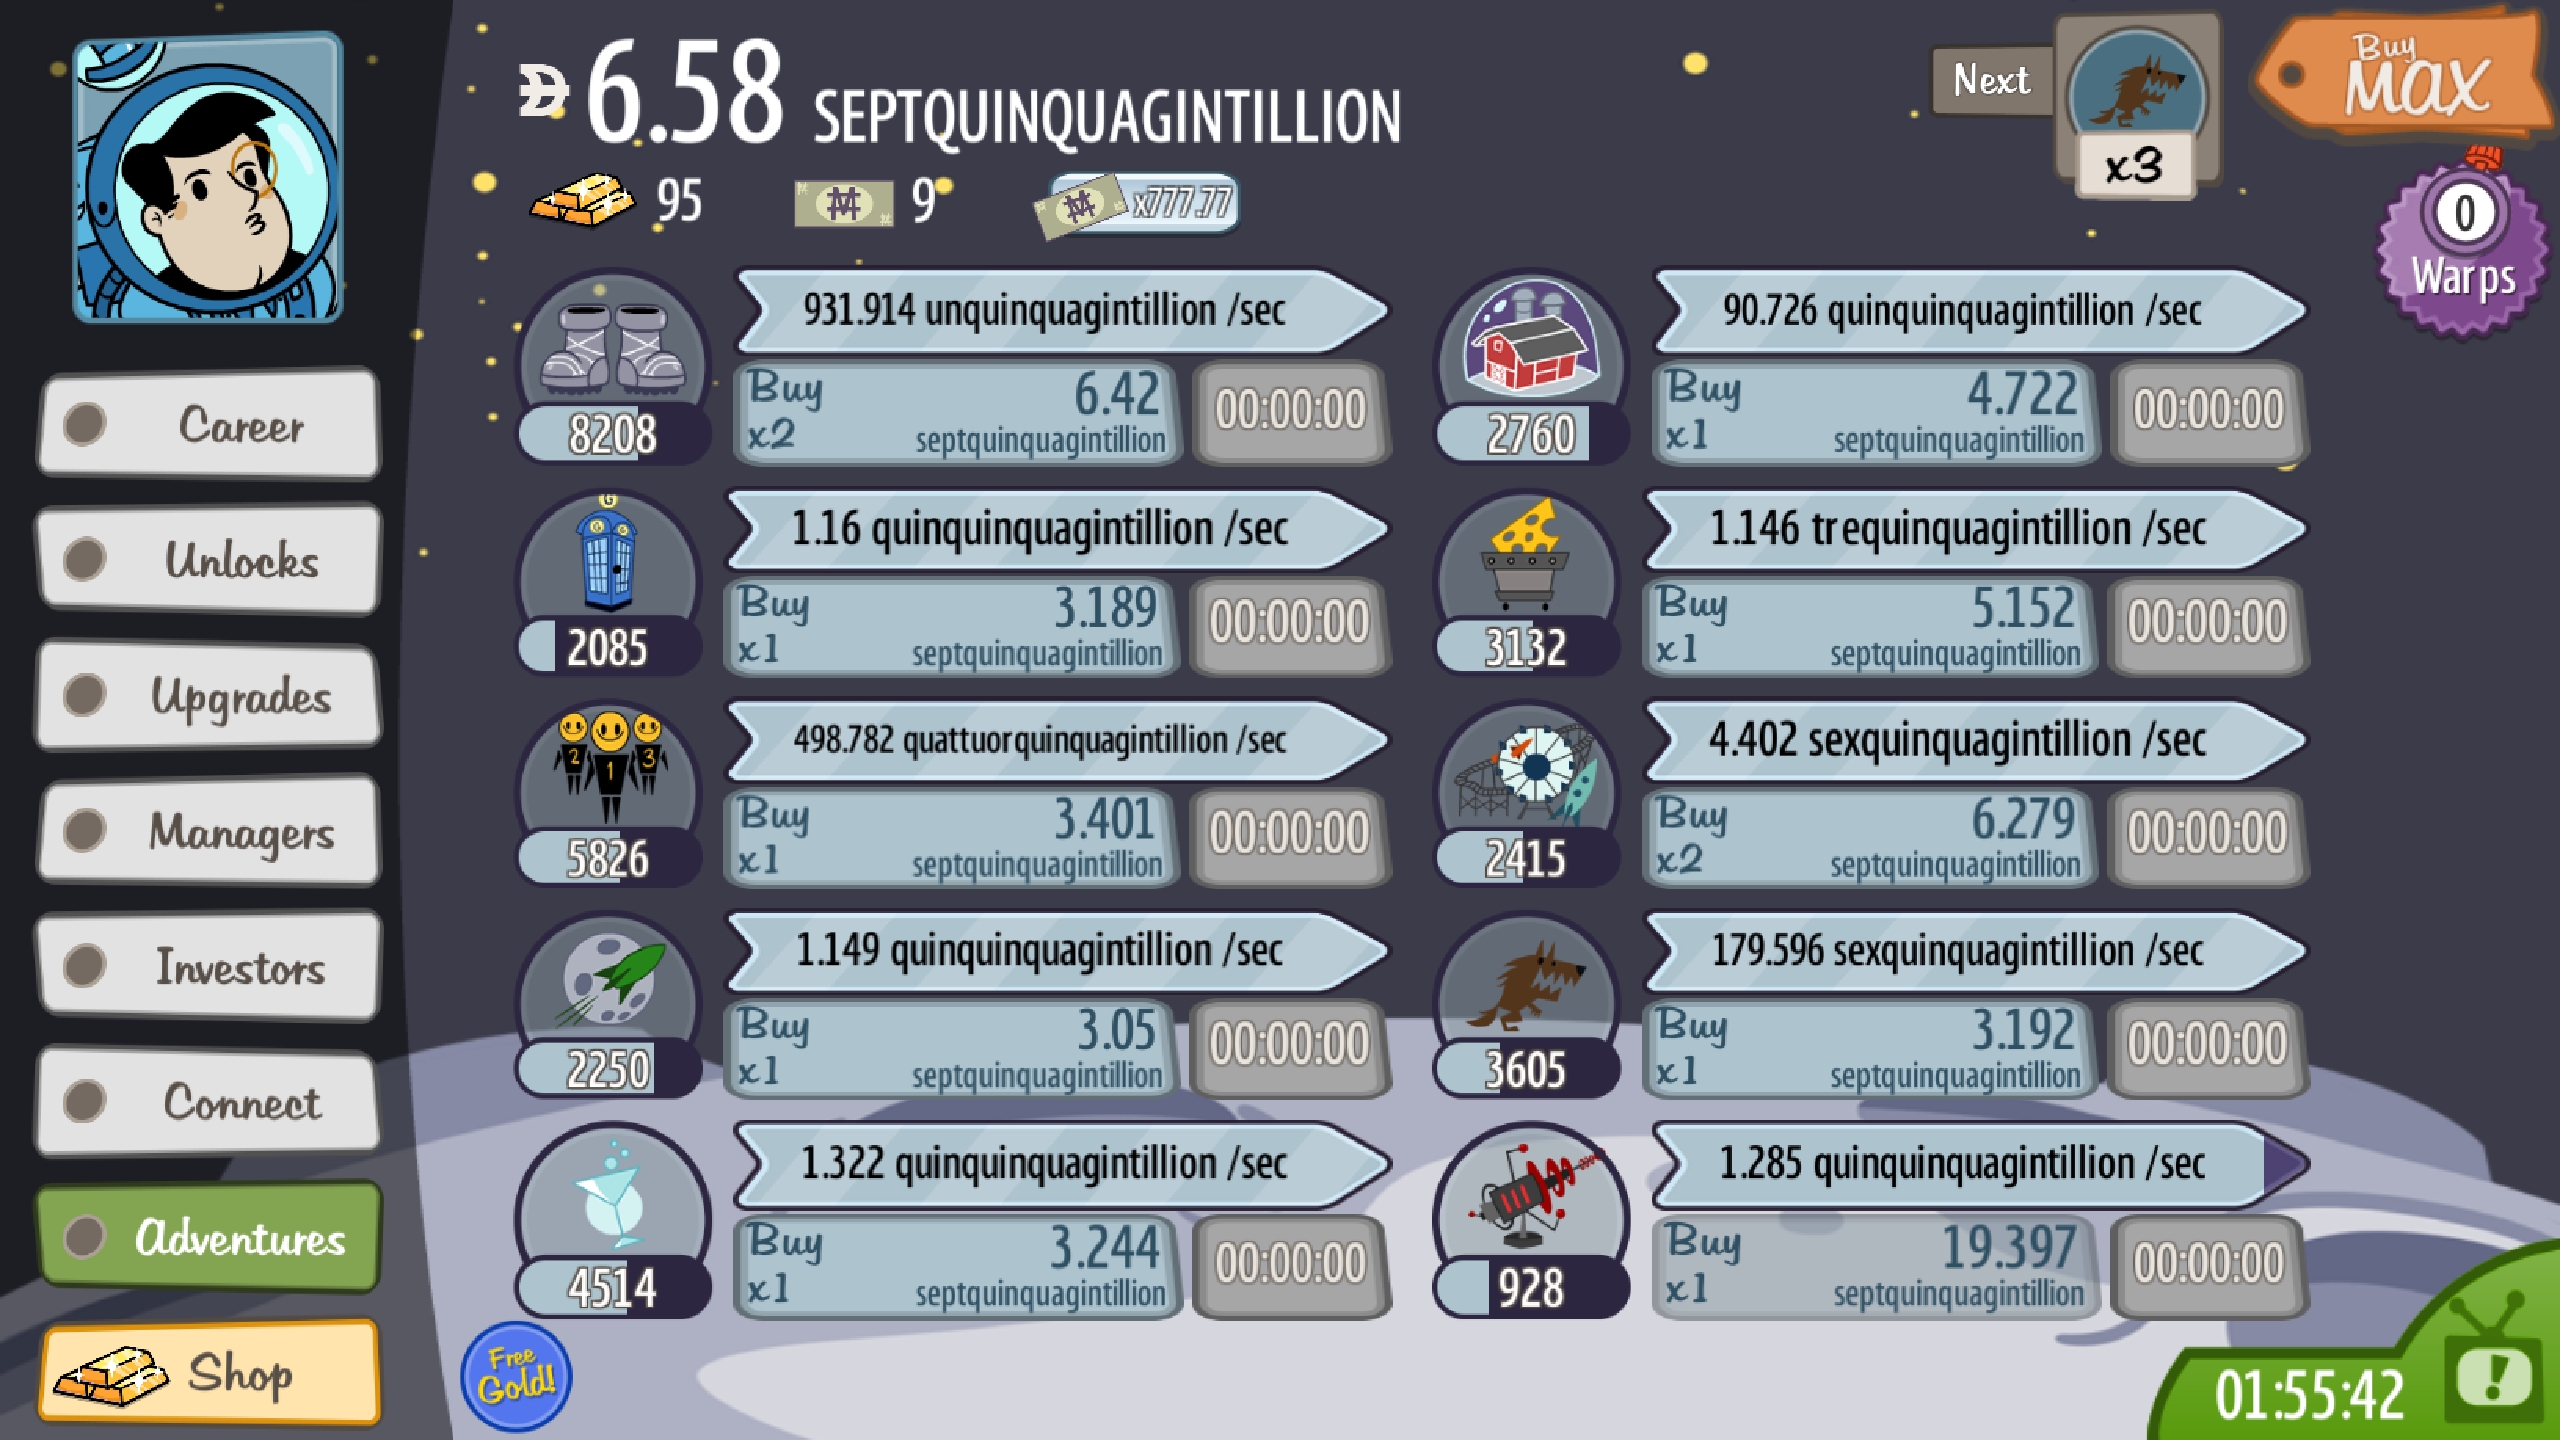 6.58 SEPTQUINQUAGINTILLION
Next
x3
Buy
MAX
95
9
x777.77
0
Warps
Career
Unlocks
Upgrades
Managers
Investors
Connect
Adventures
Shop
931.914 unquinquagintillion /sec
8208
Buy
x2
6.42
septquinquagintillion
00:00:00
90.726 quinquinquagintillion /sec
2760
Buy
x1
4.722
septquinquagintillion
00:00:00
G
1.16 quinquinquagintillion /sec
2085
Buy
x1
3.189
septquinquagintillion
00:00:00
1.146 trequinquagintillion /sec
3132
Buy
x1
5.152
septquinquagintillion
00:00:00
2 1 3
498.782 quattuorquinquagintillion /sec
5826
Buy
x1
3.401
septquinquagintillion
00:00:00
4.402 sexquinquagintillion /sec
2415
Buy
x2
6.279
septquinquagintillion
00:00:00
1.149 quinquinquagintillion /sec
2250
Buy
x1
3.05
septquinquagintillion
00:00:00
179.596 sexquinquagintillion /sec
3605
Buy
x1
3.192
septquinquagintillion
00:00:00
1.322 quinquinquagintillion /sec
4514
Buy
x1
3.244
septquinquagintillion
00:00:00
1.285 quinquinquagintillion /sec
928
Buy
x1
19.397
septquinquagintillion
00:00:00
Free
Gold!
01:55:42
!